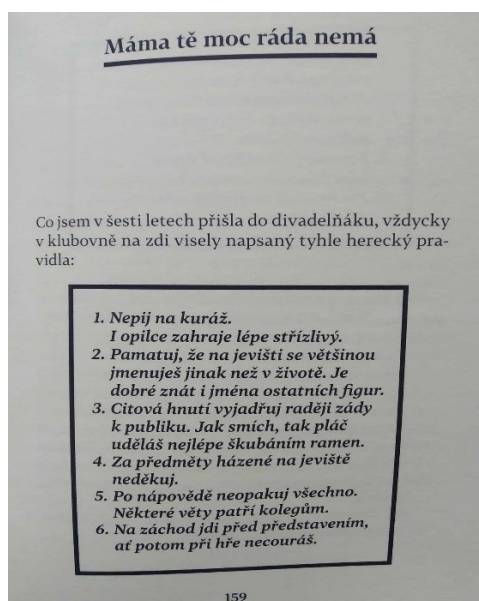 Máma tě moc ráda nemá
Co jsem v šesti letech přišla do divadelňáku, vždycky
v klubovně na zdi visely napsaný tyhle herecký pra-
vidla:
1. Nepij na kuráž.
I opilce zahraje lépe střízlivý.
2. Pamatuj, že na jevišti se většinou
jmenuješ jinak než v životě. Je
dobré znát i jména ostatních figur.
3. Citová hnutí vyjadřuj raději zády
k publiku. Jak smích, tak pláč
uděláš nejlépe škubáním ramen.
4. Za předměty házené na jeviště
neděkuj.
5. Po nápovědě neopakuj všechno.
Některé věty patří kolegům.
6. Na záchod jdi před představením,
ať potom při hře necouráš.
159